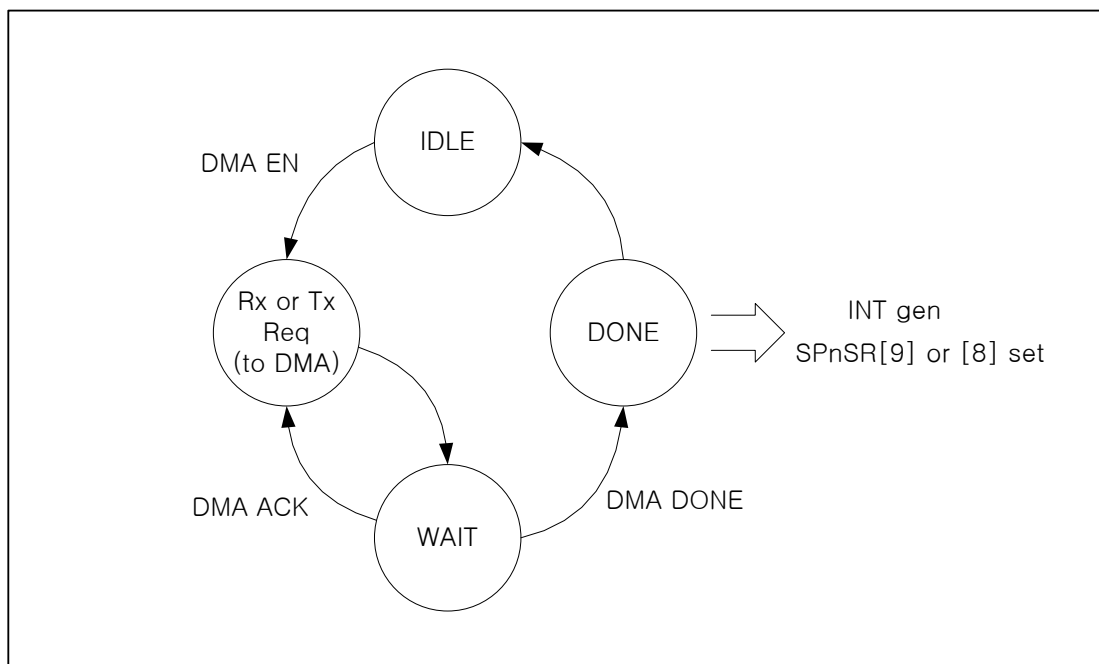 IDLE
DMA EN
Rx or Tx
Req
(to DMA)
DONE
INT gen
SPnSR[9] or [8] set
DMA ACK
WAIT
DMA DONE